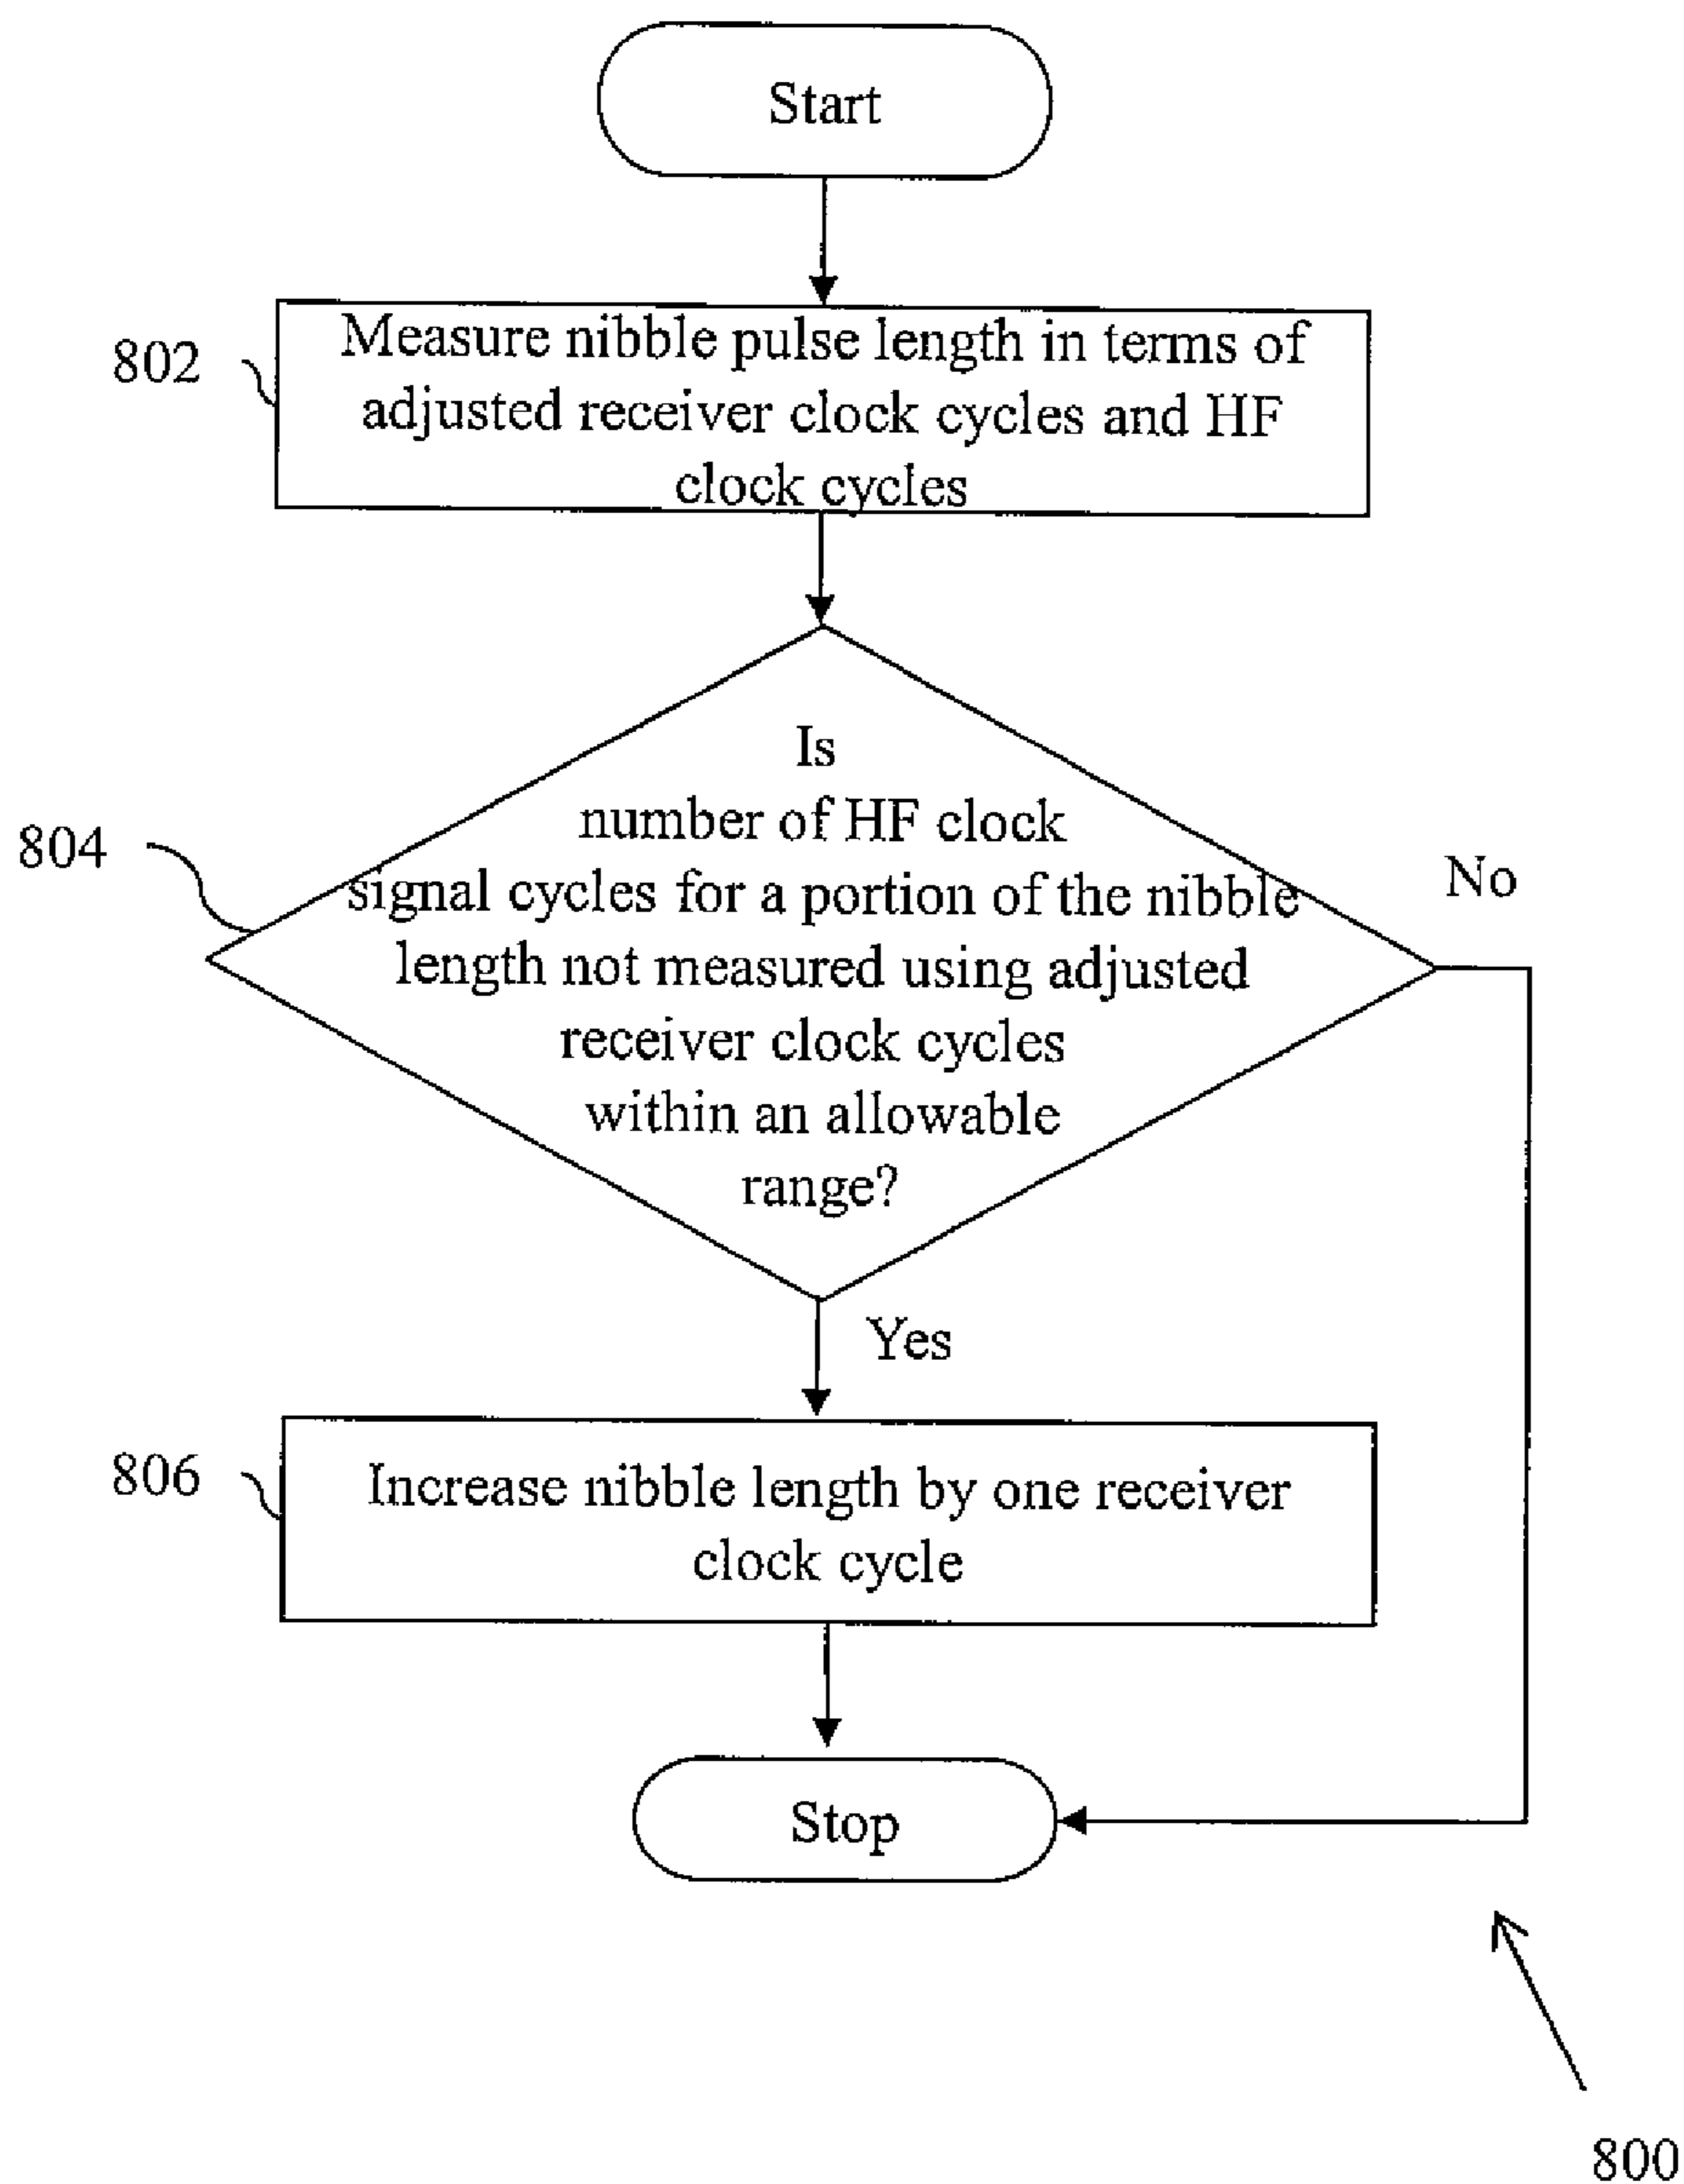 Start
802
Measure nibble pulse length in terms of
adjusted receiver clock cycles and HF
clock cycles
804
Is
number of HF clock
signal cycles for a portion of the nibble
length not measured using adjusted
receiver clock cycles
within an allowable
range?
No
Yes
806
Increase nibble length by one receiver
clock cycle
Stop
800